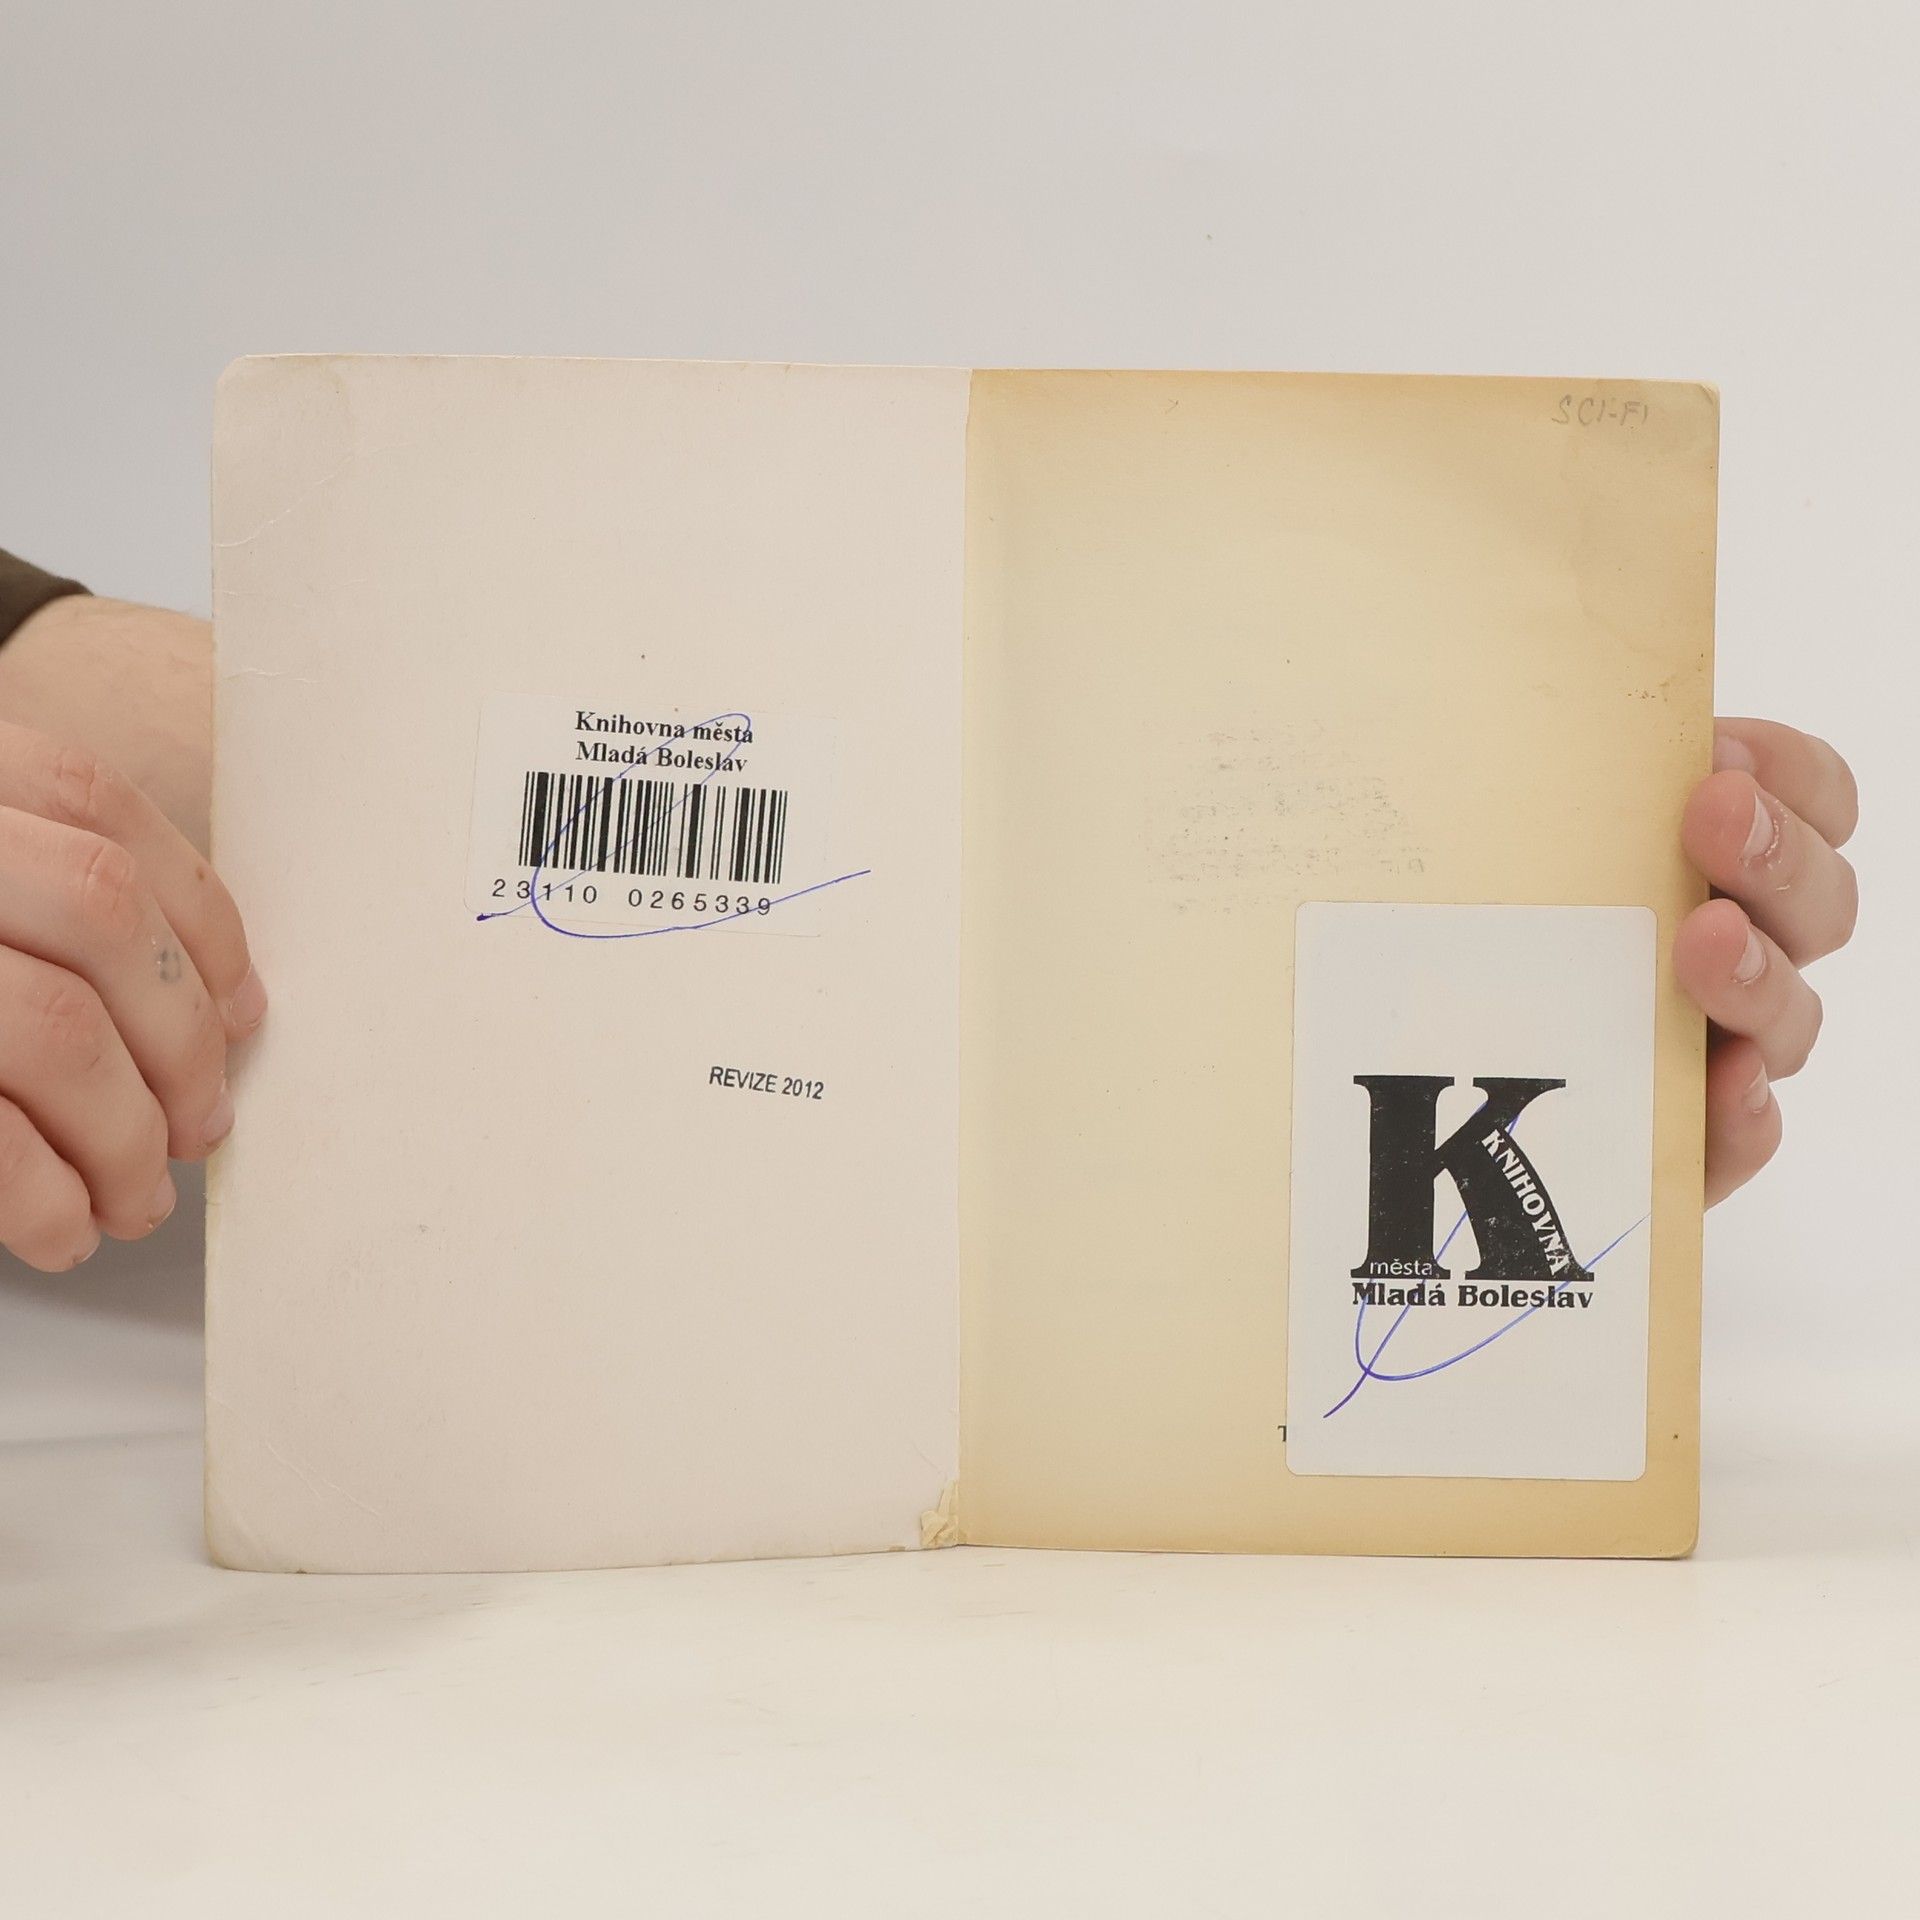 Knihovna města
Mladá Boleslav
23110 0265339
REVIZE 2012
SCI-FI
K
KNIHOVNA
města
Mladá Boleslav
T